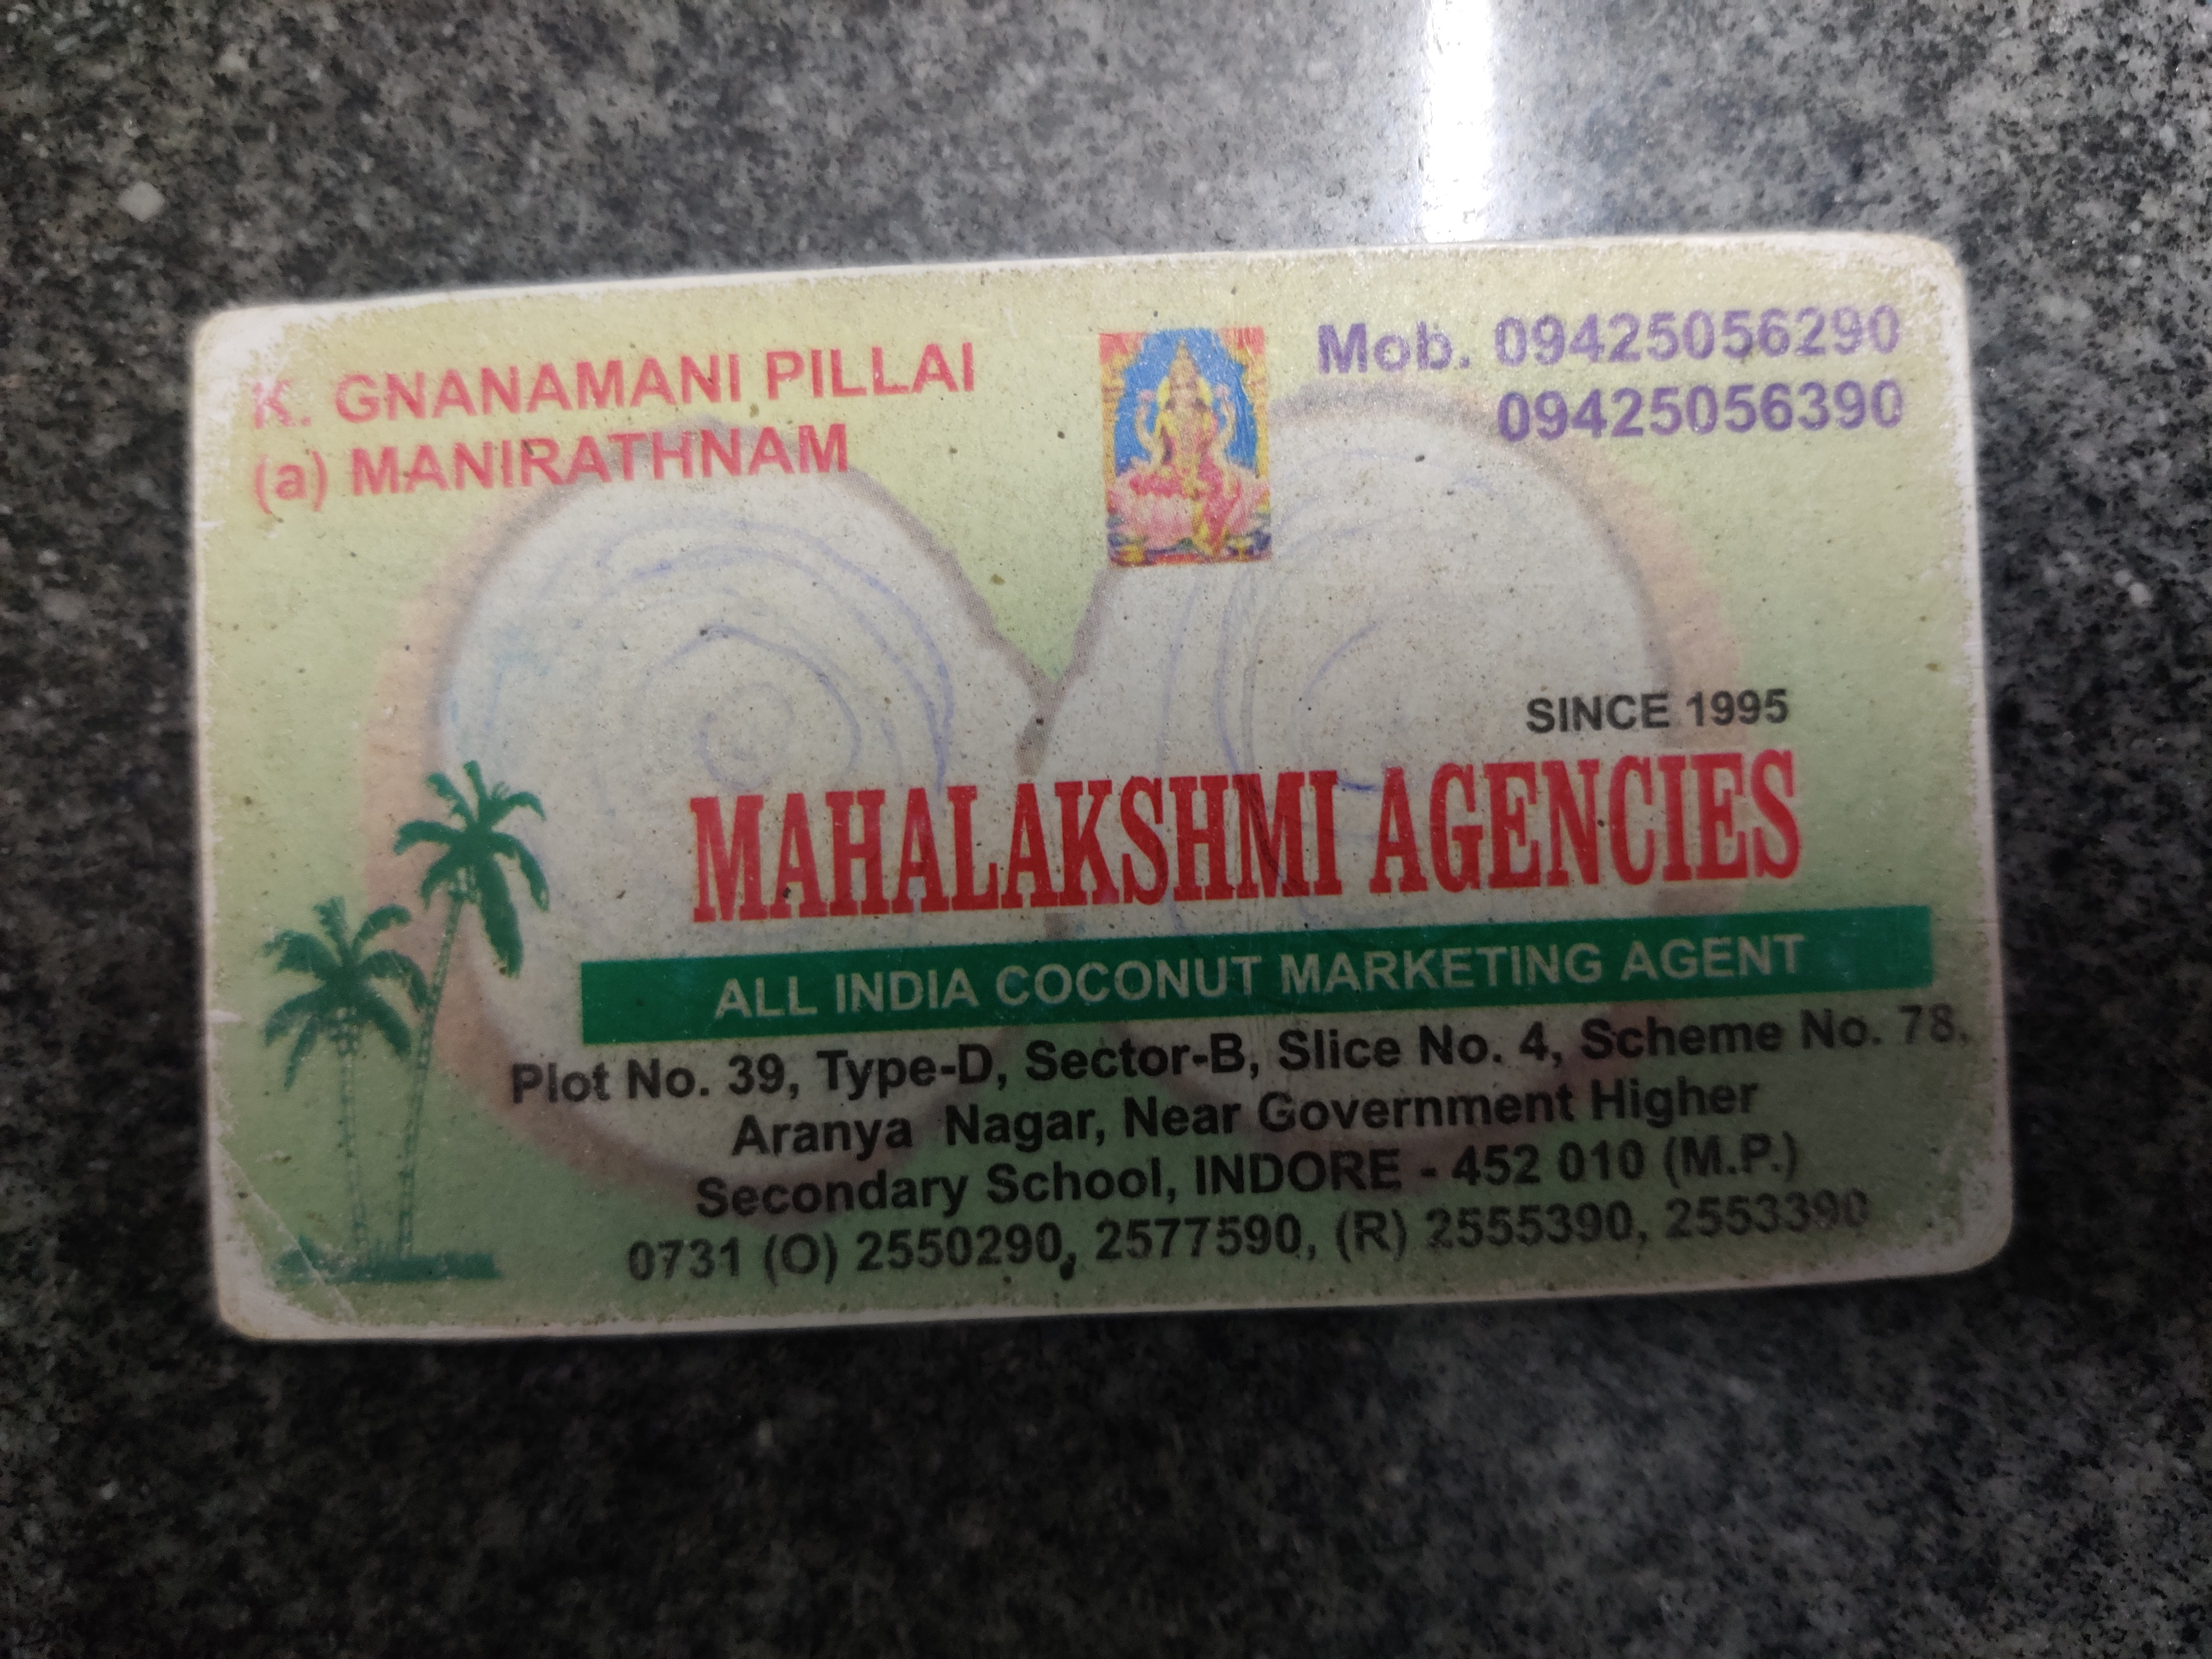 K. GNANAMANI PILLAI
(a) MANIRATHNAM
Mob. 09425056290
09425056390
SINCE 1995
MAHALAKSHMI AGENCIES
ALL INDIA COCONUT MARKETING AGENT
Plot No. 39, Type-D, Sector-B, Slice No. 4, Scheme No. 78,
Aranya Nagar, Near Government Higher
Secondary School, INDORE - 452 010 (M.P.)
0731 (O) 2550290, 2577590, (R) 2555390, 2553390